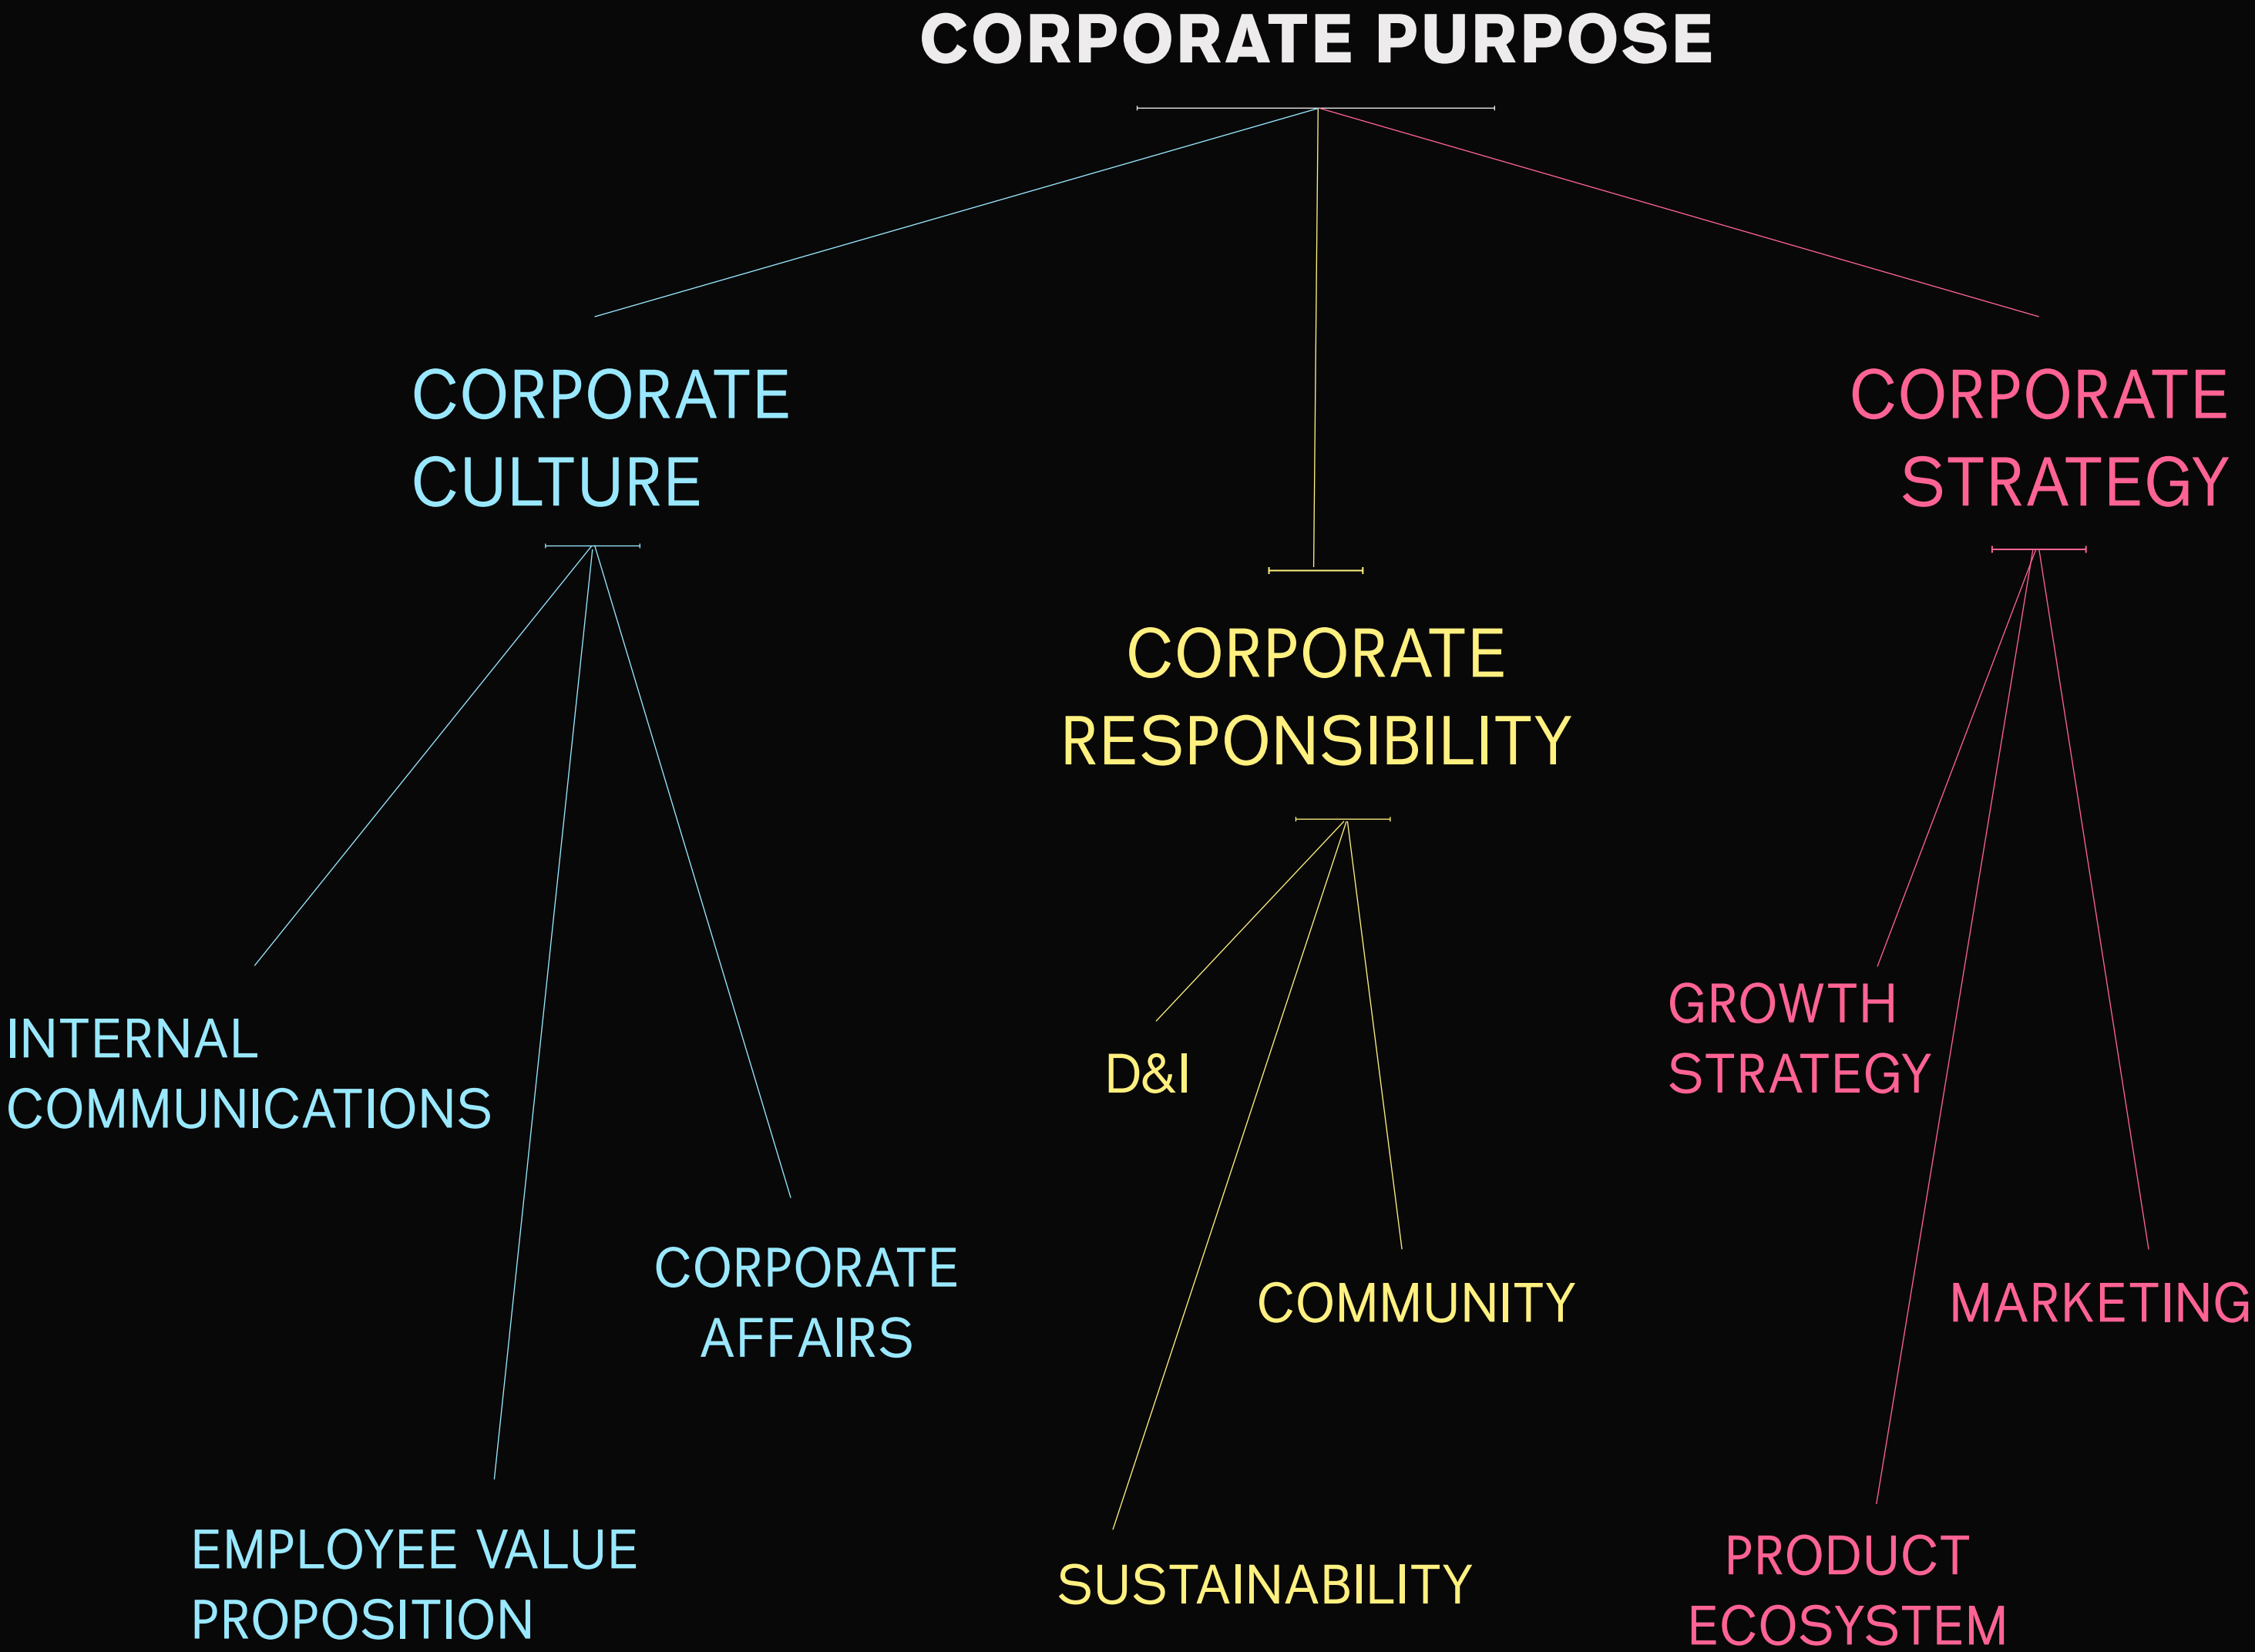 CORPORATE PURPOSE
CORPORATE
CULTURE
CORPORATE
RESPONSIBILITY
CORPORATE
STRATEGY
INTERNAL
COMMUNICATIONS
EMPLOYEE VALUE
PROPOSITION
CORPORATE
AFFAIRS
D&I
SUSTAINABILITY
COMMUNITY
GROWTH
STRATEGY
PRODUCT
ECOSYSTEM
MARKETING